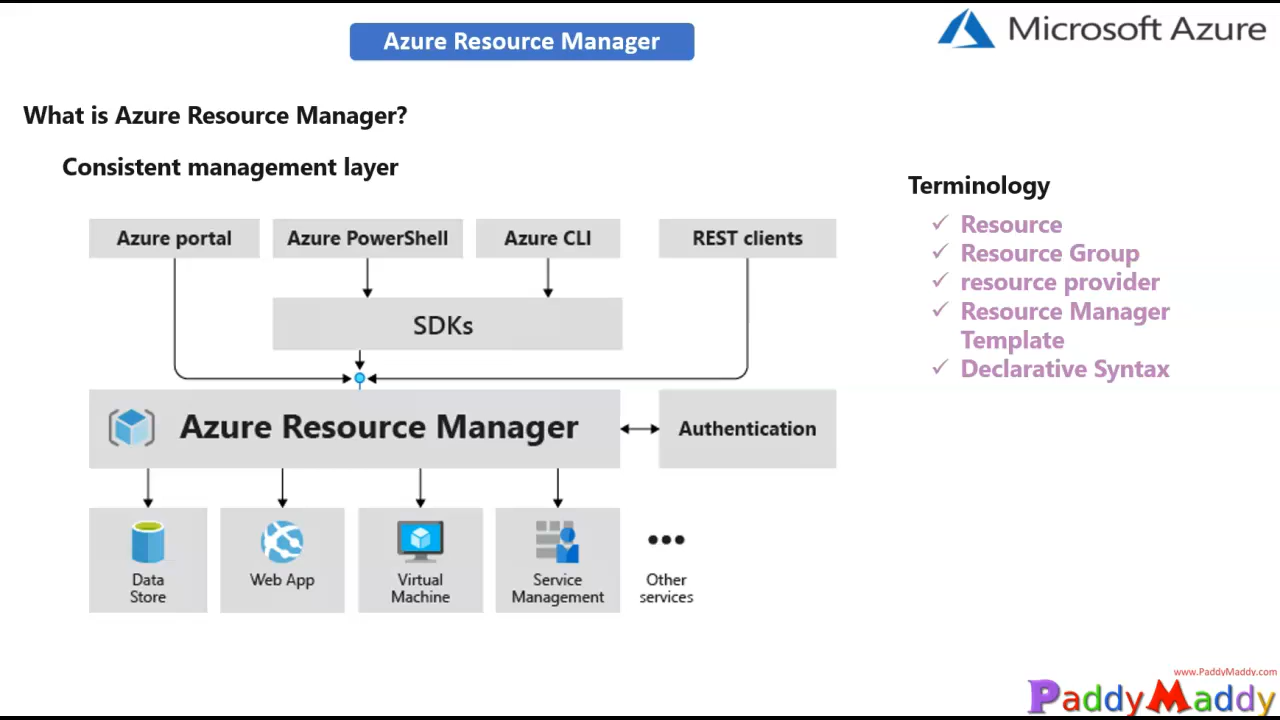 Azure Resource Manager
Microsoft Azure
What is Azure Resource Manager?
Consistent management layer
Azure portal
Azure PowerShell
Azure CLI
REST clients
SDKs
Azure Resource Manager
Authentication
Data
Store
Web App
Virtual
Machine
Service
Management
Other
services
Terminology
Resource
Resource Group
resource provider
Resource Manager
Template
Declarative Syntax
www.PaddyMaddy.com
PaddyMaddy